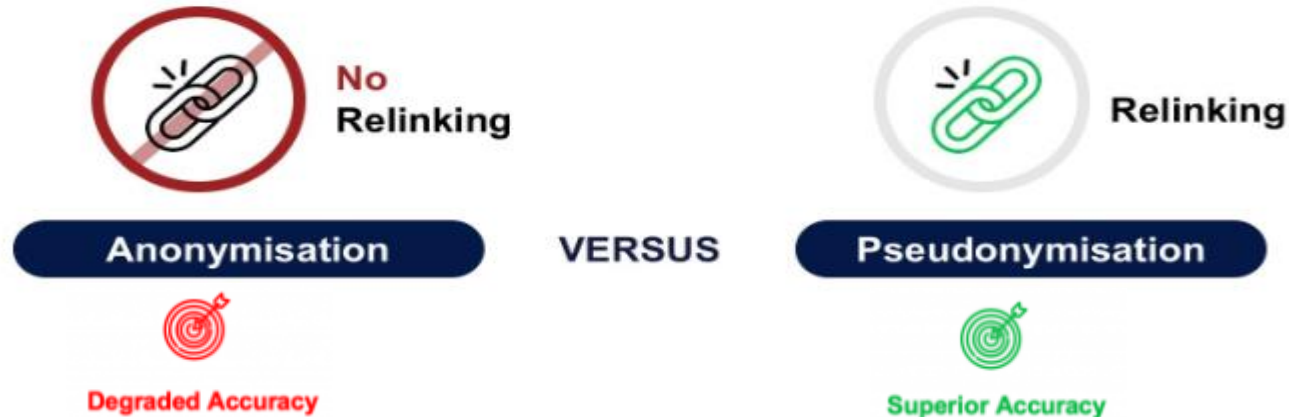 No
Relinking
Relinking
Anonymisation
VERSUS
Pseudonymisation
Degraded Accuracy
Superior Accuracy